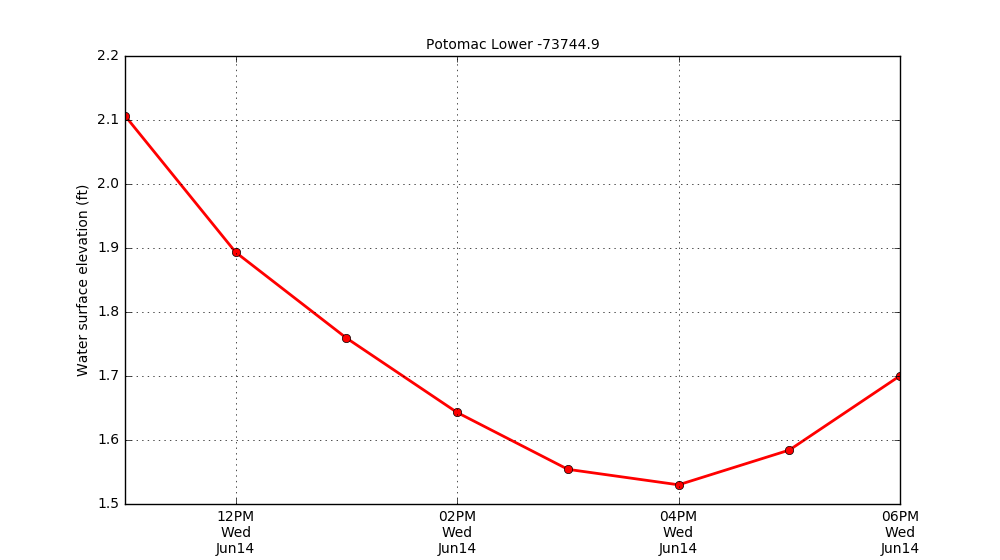 Potomac Lower -73744.9
2.2
2.1
2.0
1.9
1.8
1.7
1.6
1.5
Water surface elevation (ft)
12PM
Wed
Jun14
02PM
Wed
Jun14
04PM
Wed
Jun14
06PM
Wed
Jun14